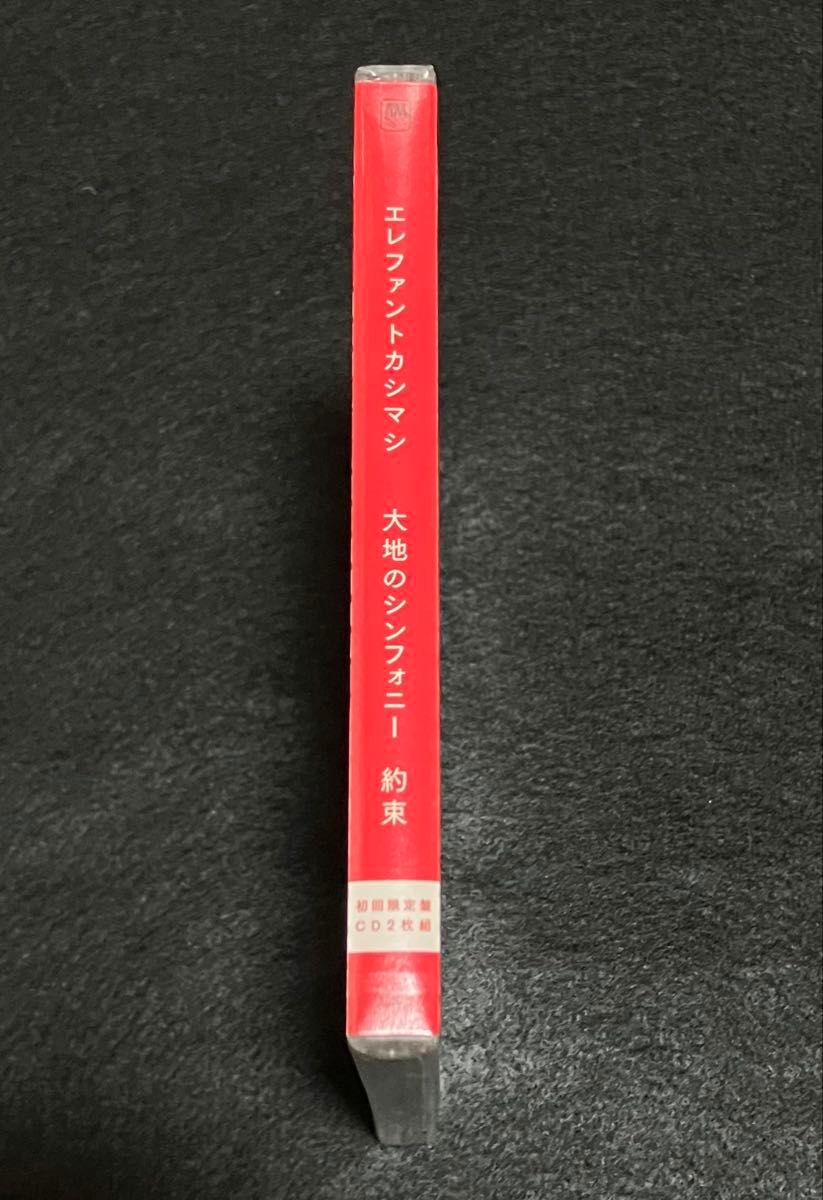 エレファントカシマシ
大地のシンフォニー 約束
初回限定盤
CD2枚組